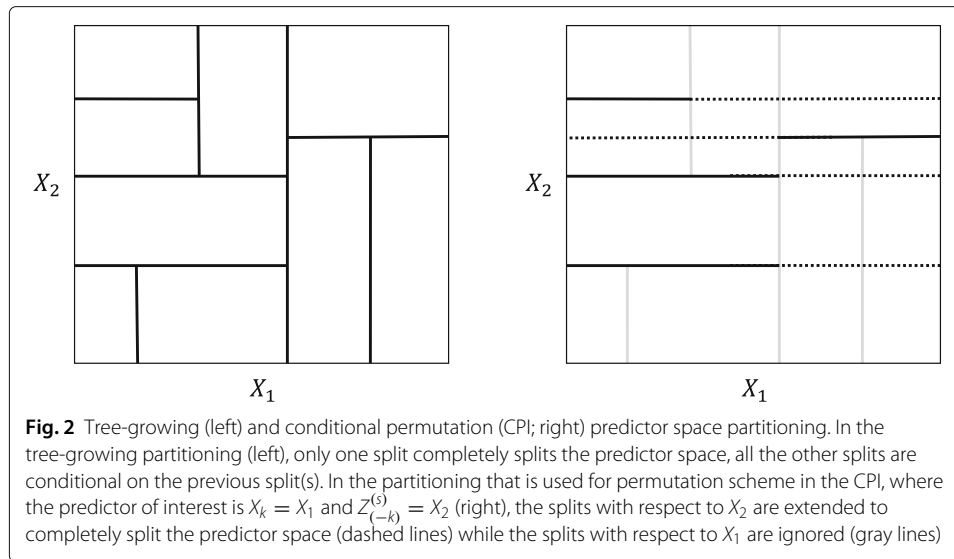 X₂
X₁
X₂
X₁
Fig. 2 Tree-growing (left) and conditional permutation (CPI; right) predictor space partitioning. In the
tree-growing partitioning (left), only one split completely splits the predictor space, all the other splits are
conditional on the previous split(s). In the partitioning that is used for permutation scheme in the CPI, where
the predictor of interest is Xₖ = X₁ and Z₍₋ₖ₎⁽ˢ⁾ = X₂ (right), the splits with respect to X₂ are extended to
completely split the predictor space (dashed lines) while the splits with respect to X₁ are ignored (gray lines)